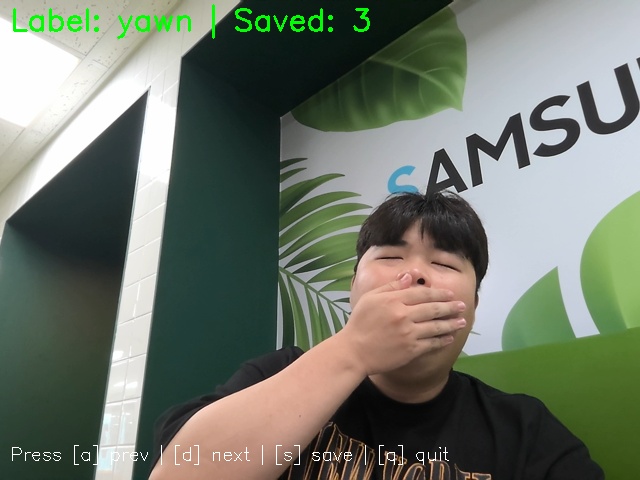 Label: yawn | Saved: 3
SAMSU
Press [a] prev | [d] next | [s] save | [q] quit